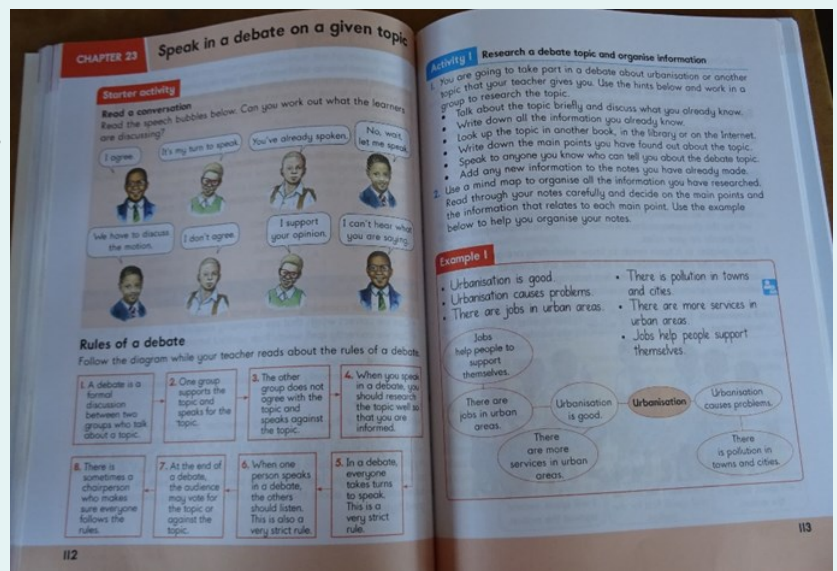 CHAPTER 23
Speak in a debate on a given topic
Starter activity
Read a conversation
Read the speech bubbles below. Can you work out what the learners
are discussing?
I agree.
It's my turn to speak.
You've already spoken.
No, wait,
let me speak.
We have to discuss
the motion.
I don't agree.
I support
your opinion.
I can't hear what
you are saying.
Rules of a debate
Follow the diagram while your teacher reads about the rules of a debate.
1. A debate is a
formal
discussion
between two
groups who talk
about a topic.
2. One group
supports the
topic and
speaks for the
topic.
3. The other
group does not
agree with the
topic and
speaks against
the topic.
4. When you speak
in a debate, you
should research
the topic well so
that you are
informed.
5. In a debate,
everyone
takes turns
to speak.
This is a
very strict
rule.
6. When one
person speaks
in a debate,
the others
should listen.
This is also a
very strict rule.
7. At the end of
a debate,
the audience
may vote for
the topic or
against the
topic.
8. There is
sometimes a
chairperson
who makes
sure everyone
follows the
rules.
112
Activity 1
Research a debate topic and organise information
1. You are going to take part in a debate about urbanisation or another
topic that your teacher gives you. Use the hints below and work in a
group to research the topic.
• Talk about the topic briefly and discuss what you already know.
• Write down all the information you already know.
• Look up the topic in another book, in the library or on the Internet.
• Write down the main points you have found out about the topic.
• Speak to anyone you know who can tell you about the debate topic.
• Add any new information to the notes you have already made.
2. Use a mind map to organise all the information you have researched.
Read through your notes carefully and decide on the main points and
the information that relates to each main point. Use the example
below to help you organise your notes.
Example 1
• Urbanisation is good.
• Urbanisation causes problems.
• There are jobs in urban areas.
• There is pollution in towns
and cities.
• There are more services in
urban areas.
• Jobs help people support
themselves.
Jobs
help people to
support
themselves.
There are
jobs in urban
areas.
Urbanisation
is good.
Urbanisation
Urbanisation
causes problems.
There
are more
services in urban
areas.
There
is pollution in
towns and cities.
113